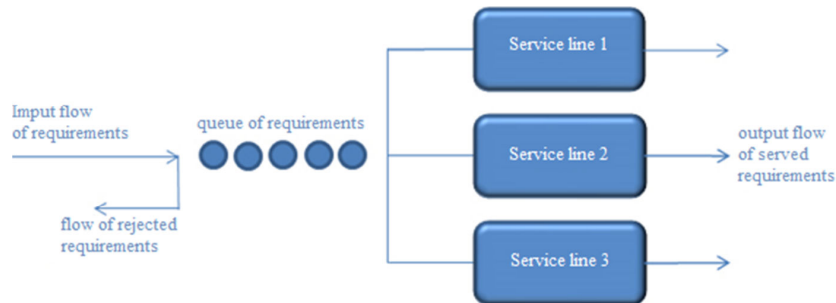 Imput flow
of requirements
flow of rejected
requirements
queue of requirements
Service line 1
Service line 2
Service line 3
output flow
of served
requirements